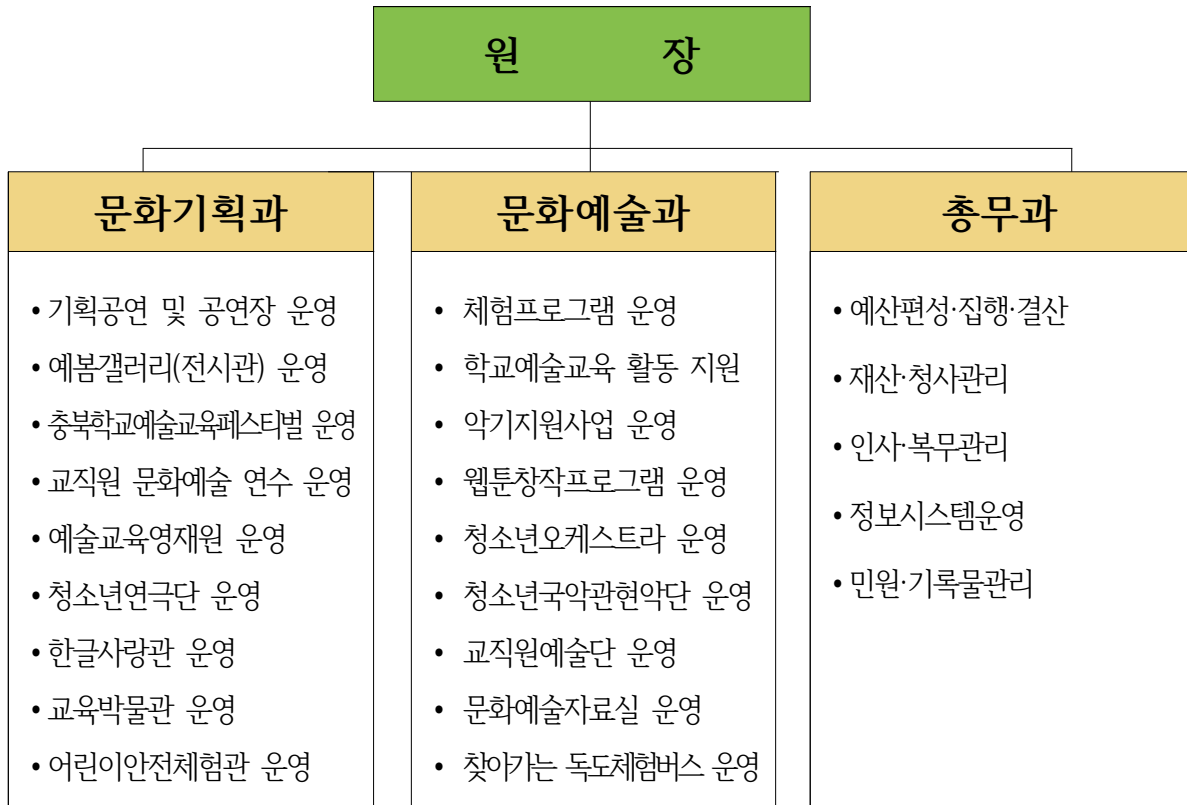 원 장
문화기획과
• 기획공연 및 공연장 운영
• 예봄갤러리(전시관) 운영
• 충북학교예술교육페스티벌 운영
• 교직원 문화예술 연수 운영
• 예술교육영재원 운영
• 청소년연극단 운영
• 한글사랑관 운영
• 교육박물관 운영
• 어린이안전체험관 운영
문화예술과
• 체험프로그램 운영
• 학교예술교육 활동 지원
• 악기지원사업 운영
• 웹툰창작프로그램 운영
• 청소년오케스트라 운영
• 청소년국악관현악단 운영
• 교직원예술단 운영
• 문화예술자료실 운영
• 찾아가는 독도체험버스 운영
총무과
• 예산편성·집행·결산
• 재산·청사관리
• 인사·복무관리
• 정보시스템운영
• 민원·기록물관리